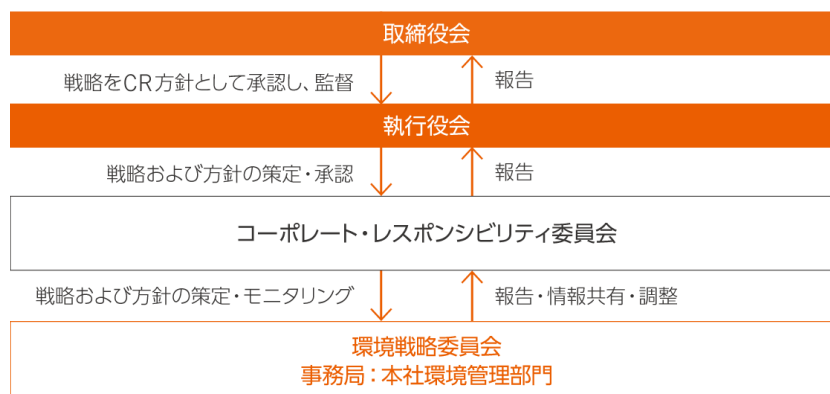 取締役会
戦略をCR方針として承認し、監督
報告
執行役会
戦略および方針の策定・承認
報告
コーポレート・レスポンシビリティ委員会
戦略および方針の策定・モニタリング
報告・情報共有・調整
環境戦略委員会
事務局：本社環境管理部門